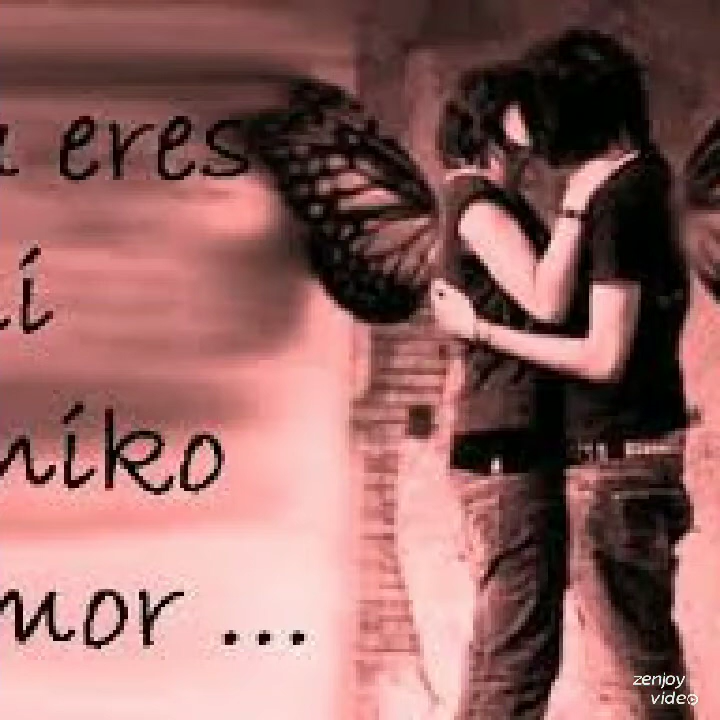 u eres
i
niko
mor ...
zenjoy
video